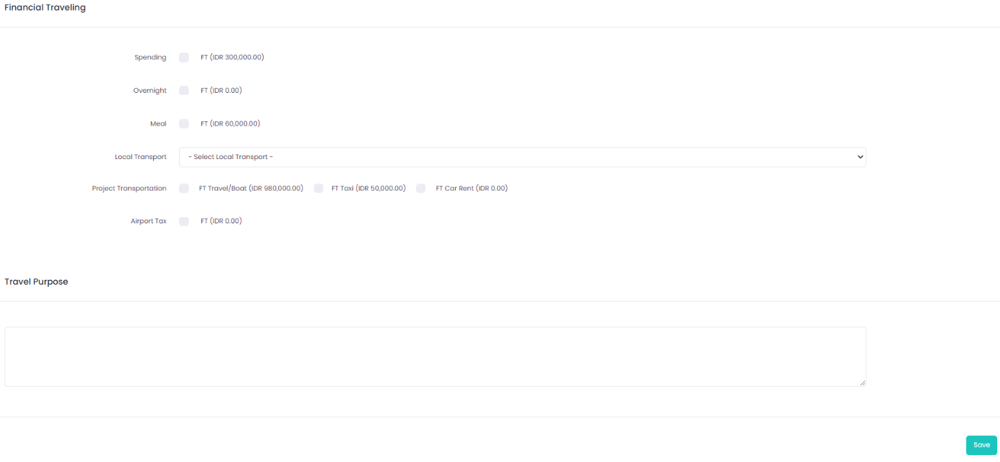 Financial Traveling
Spending FT (IDR 300,000.00)
Overnight FT (IDR 0.00)
Meal FT (IDR 60,000.00)
Local Transport - Select Local Transport -
Project Transportation FT Travel/Boat (IDR 980,000.00) FT Taxi (IDR 50,000.00) FT Car Rent (IDR 0.00)
Airport Tax FT (IDR 0.00)
Travel Purpose
Save